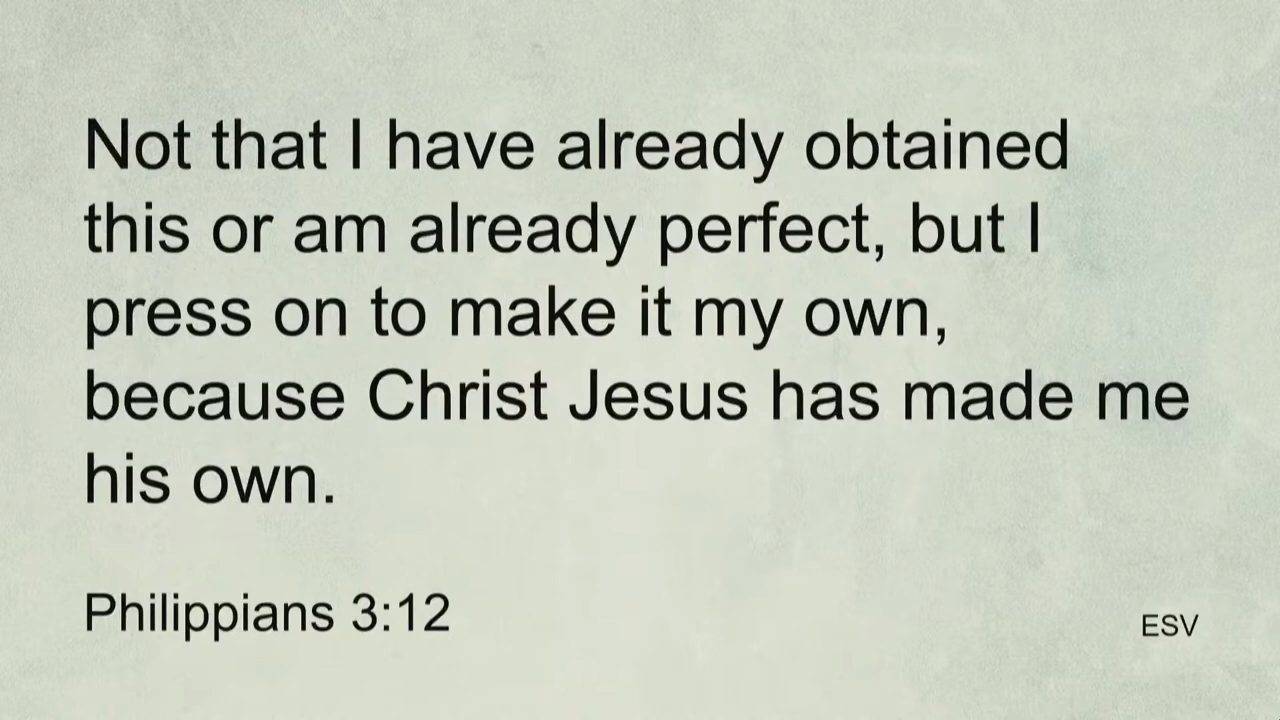 Not that I have already obtained
this or am already perfect, but I
press on to make it my own,
because Christ Jesus has made me
his own.
Philippians 3:12
ESV